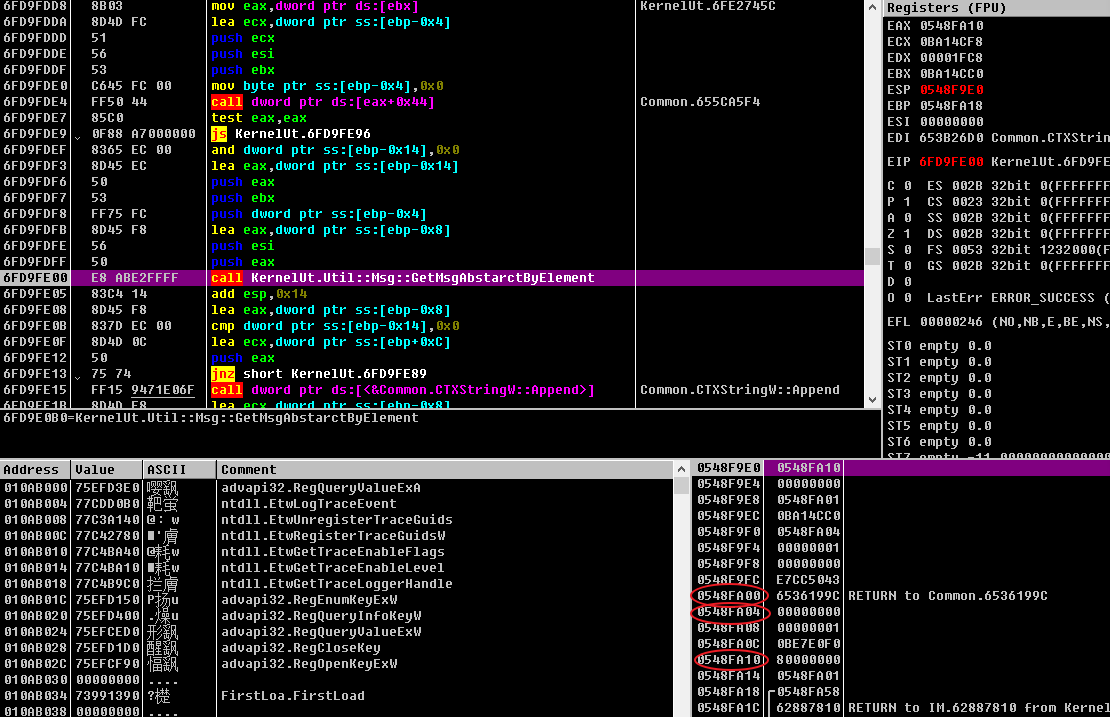 6FD9FDD8 8B03 mov eax,dword ptr ds:[ebx] KernelUt.6FE2745C
6FD9FDDA 8D4D FC lea ecx,dword ptr ss:[ebp-0x4]
6FD9FDDD 51 push ecx
6FD9FDDE 56 push esi
6FD9FDDF 53 push ebx
6FD9FDE0 C645 FC 00 mov byte ptr ss:[ebp-0x4],0x0
6FD9FDE4 FF50 44 call dword ptr ds:[eax+0x44] Common.655CA5F4
6FD9FDE7 85C0 test eax,eax
6FD9FDE9 0F88 A7000000 js KernelUt.6FD9FE96
6FD9FDEF 8365 EC 00 and dword ptr ss:[ebp-0x14],0x0
6FD9FDF3 8D45 EC lea eax,dword ptr ss:[ebp-0x14]
6FD9FDF6 50 push eax
6FD9FDF7 53 push ebx
6FD9FDF8 FF75 FC push dword ptr ss:[ebp-0x4]
6FD9FDFB 8D45 F8 lea eax,dword ptr ss:[ebp-0x8]
6FD9FDFE 56 push esi
6FD9FDFF 50 push eax
6FD9FE00 E8 ABE2FFFF call KernelUt.Util::Msg::GetMsgAbstarctByElement
6FD9FE05 83C4 14 add esp,0x14
6FD9FE08 8D45 F8 lea eax,dword ptr ss:[ebp-0x8]
6FD9FE0B 837D EC 00 cmp dword ptr ss:[ebp-0x14],0x0
6FD9FE0F 8D4D 0C lea ecx,dword ptr ss:[ebp+0xC]
6FD9FE12 50 push eax
6FD9FE13 75 74 jnz short KernelUt.6FD9FE89
6FD9FE15 FF15 9471E06F call dword ptr ds:[<&Common.CTXStringW::Append>] Common.CTXStringW::Append
6FD9FE1B 8D4D F8 lea ecx,dword ptr ss:[ebp-0x8]
6FD9E0B0=KernelUt.Util::Msg::GetMsgAbstarctByElement
Registers (FPU)
EAX 0548FA10
ECX 0BA14CF8
EDX 00001FC8
EBX 0BA14CC0
ESP 0548F9E0
EBP 0548FA18
ESI 00000000
EDI 653B26D0 Common.CTXStrin
EIP 6FD9FE00 KernelUt.6FD9FE
C 0 ES 002B 32bit 0(FFFFFFF
P 1 CS 0023 32bit 0(FFFFFFF
A 0 SS 002B 32bit 0(FFFFFFF
Z 1 DS 002B 32bit 0(FFFFFFF
S 0 FS 0053 32bit 1232000(F
T 0 GS 002B 32bit 0(FFFFFFF
D 0
O 0 LastErr ERROR_SUCCESS (
EFL 00000246 (NO,NB,E,BE,NS,
ST0 empty 0.0
ST1 empty 0.0
ST2 empty 0.0
ST3 empty 0.0
ST4 empty 0.0
ST5 empty 0.0
ST6 empty 0.0
Address Value ASCII Comment
010AB000 75EFD3E0 advapi32.RegQueryValueExA
010AB004 77CDD0B0 ntdll.EtwLogTraceEvent
010AB008 77C3A140 @: w ntdll.EtwUnregisterTraceGuids
010AB00C 77C42780 ntdll.EtwRegisterTraceGuidsW
010AB010 77C4BA40 @耗w ntdll.EtwGetTraceEnableFlags
010AB014 77C4BA10 ■耗w ntdll.EtwGetTraceEnableLevel
010AB018 77C4B9C0 ntdll.EtwGetTraceLoggerHandle
010AB01C 75EFD150 P扬u advapi32.RegEnumKeyExW
010AB020 75EFD400 .燥u advapi32.RegQueryInfoKeyW
010AB024 75EFCED0 advapi32.RegQueryValueExW
010AB028 75EFD1D0 advapi32.RegCloseKey
010AB02C 75EFCF90 advapi32.RegOpenKeyExW
010AB030 00000000 ....
010AB034 73991390 FirstLoa.FirstLoad
010AB038 00000000 ....
0548F9E0 0548FA10
0548F9E4 00000000
0548F9E8 0548FA01
0548F9EC 0BA14CC0
0548F9F0 0548FA04
0548F9F4 00000001
0548F9F8 00000000
0548F9FC E7CC5043
0548FA00 6536199C RETURN to Common.6536199C
0548FA04 00000000
0548FA08 00000001
0548FA0C 0BE7E0F0
0548FA10 80000000
0548FA14 0548FA01
0548FA18 0548FA58
0548FA1C 62887810 RETURN to IM.62887810 from Kernel